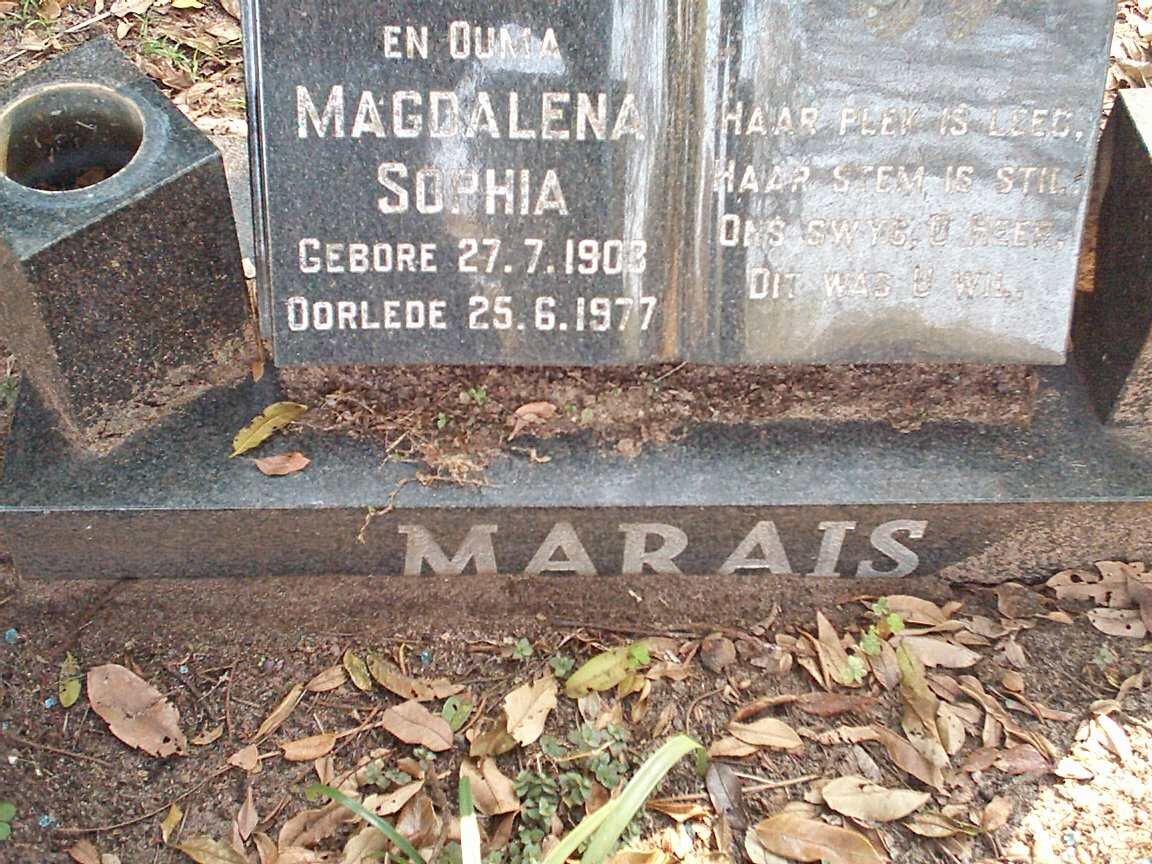 EN OUMA
MAGDALENA
SOPHIA
GEBORE 27.7.1903
OORLEDE 25.6.1977
HAAR PLEK IS LEEG,
HAAR STEM IS STIL.
ONS SWYG, O HEER,
DIT WAS U WIL.
MARAIS